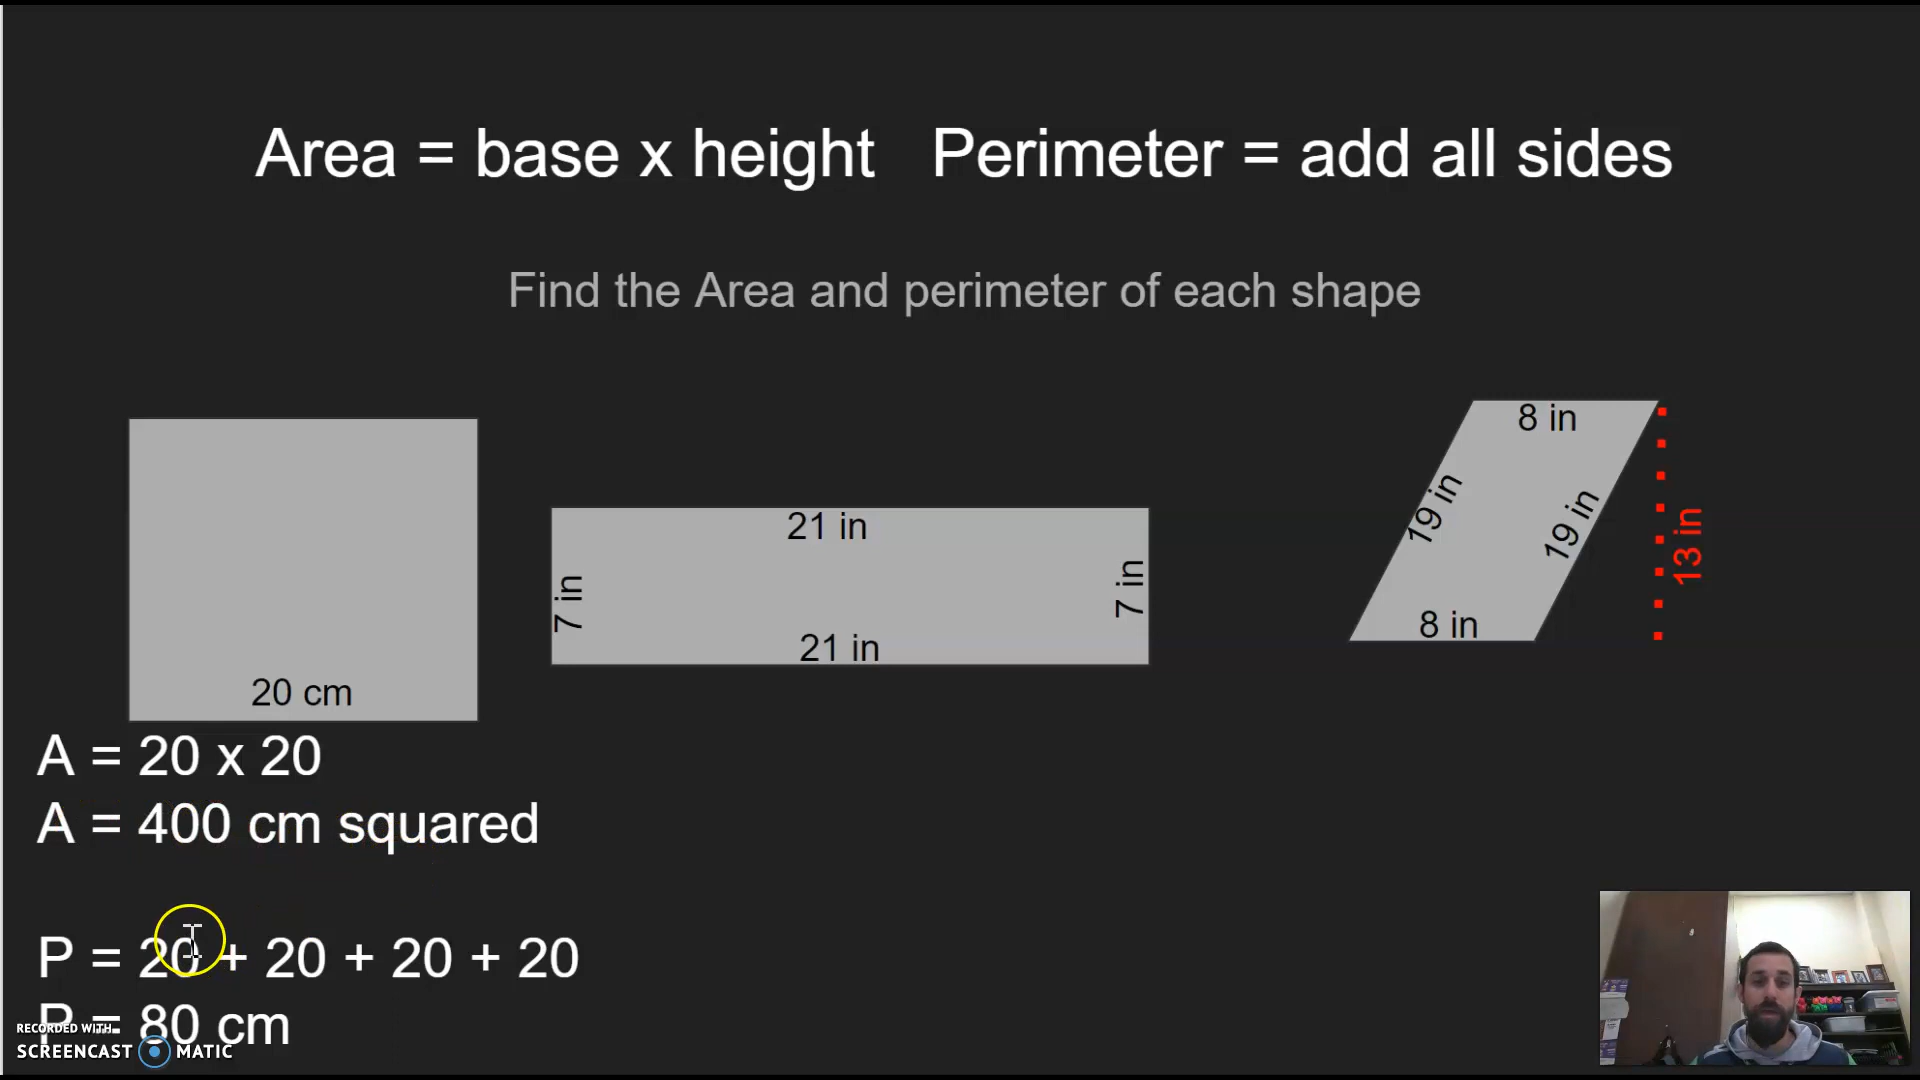 Area = base x height Perimeter = add all sides
Find the Area and perimeter of each shape
20 cm
21 in
7 in
7 in
21 in
8 in
19 in
19 in
8 in
13 in
A = 20 x 20
A = 400 cm squared
P = 20 + 20 + 20 + 20
P = 80 cm
RECORDED WITH
SCREENCAST MATIC